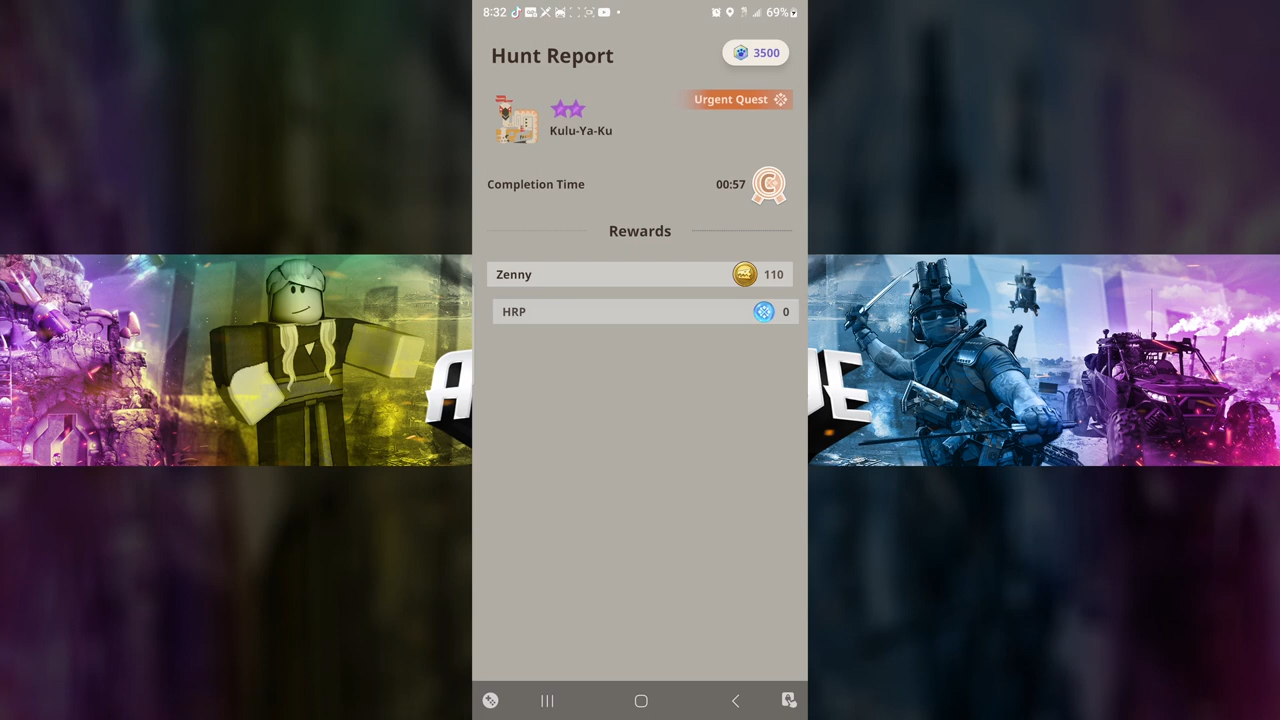 8:32
69%
Hunt Report
3500
Urgent Quest
Kulu-Ya-Ku
Completion Time 00:57 C
Rewards
Zenny 110
HRP 0